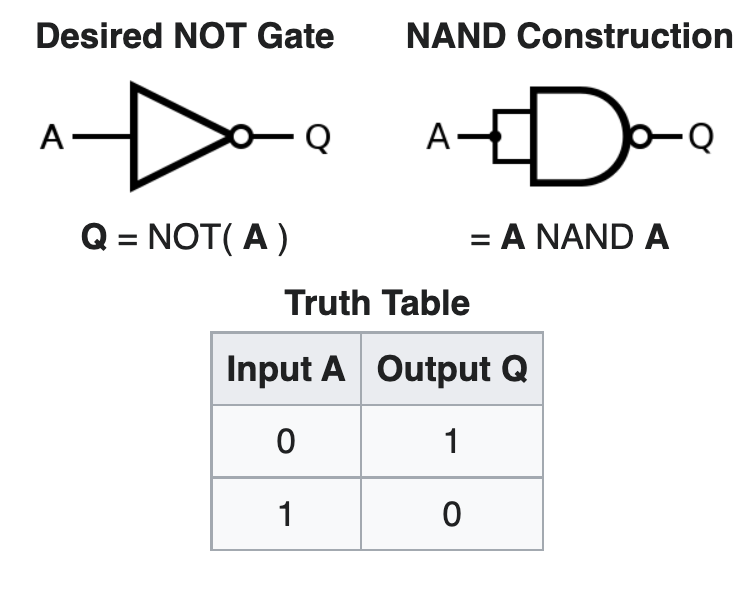 Desired NOT Gate
NAND Construction
A
Q
A
Q
Q = NOT( A )
= A NAND A
Truth Table
Input A
Output Q
0
1
1
0